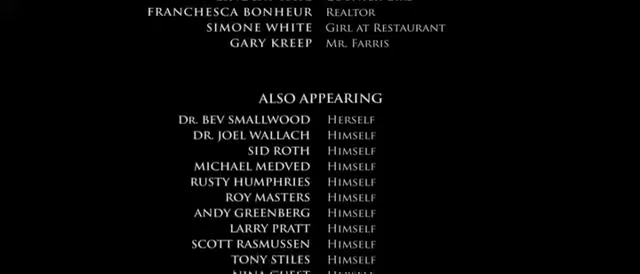 FRANCHESCA BONHEUR REALTOR
SIMONE WHITE GIRL AT RESTAURANT
GARY KREEP MR. FARRIS
ALSO APPEARING
DR. BEV SMALLWOOD HERSELF
DR. JOEL WALLACH HIMSELF
SID ROTH HIMSELF
MICHAEL MEDVED HIMSELF
RUSTY HUMPHRIES HIMSELF
ROY MASTERS HIMSELF
ANDY GREENBERG HIMSELF
LARRY PRATT HIMSELF
SCOTT RASMUSSEN HIMSELF
TONY STILES HIMSELF